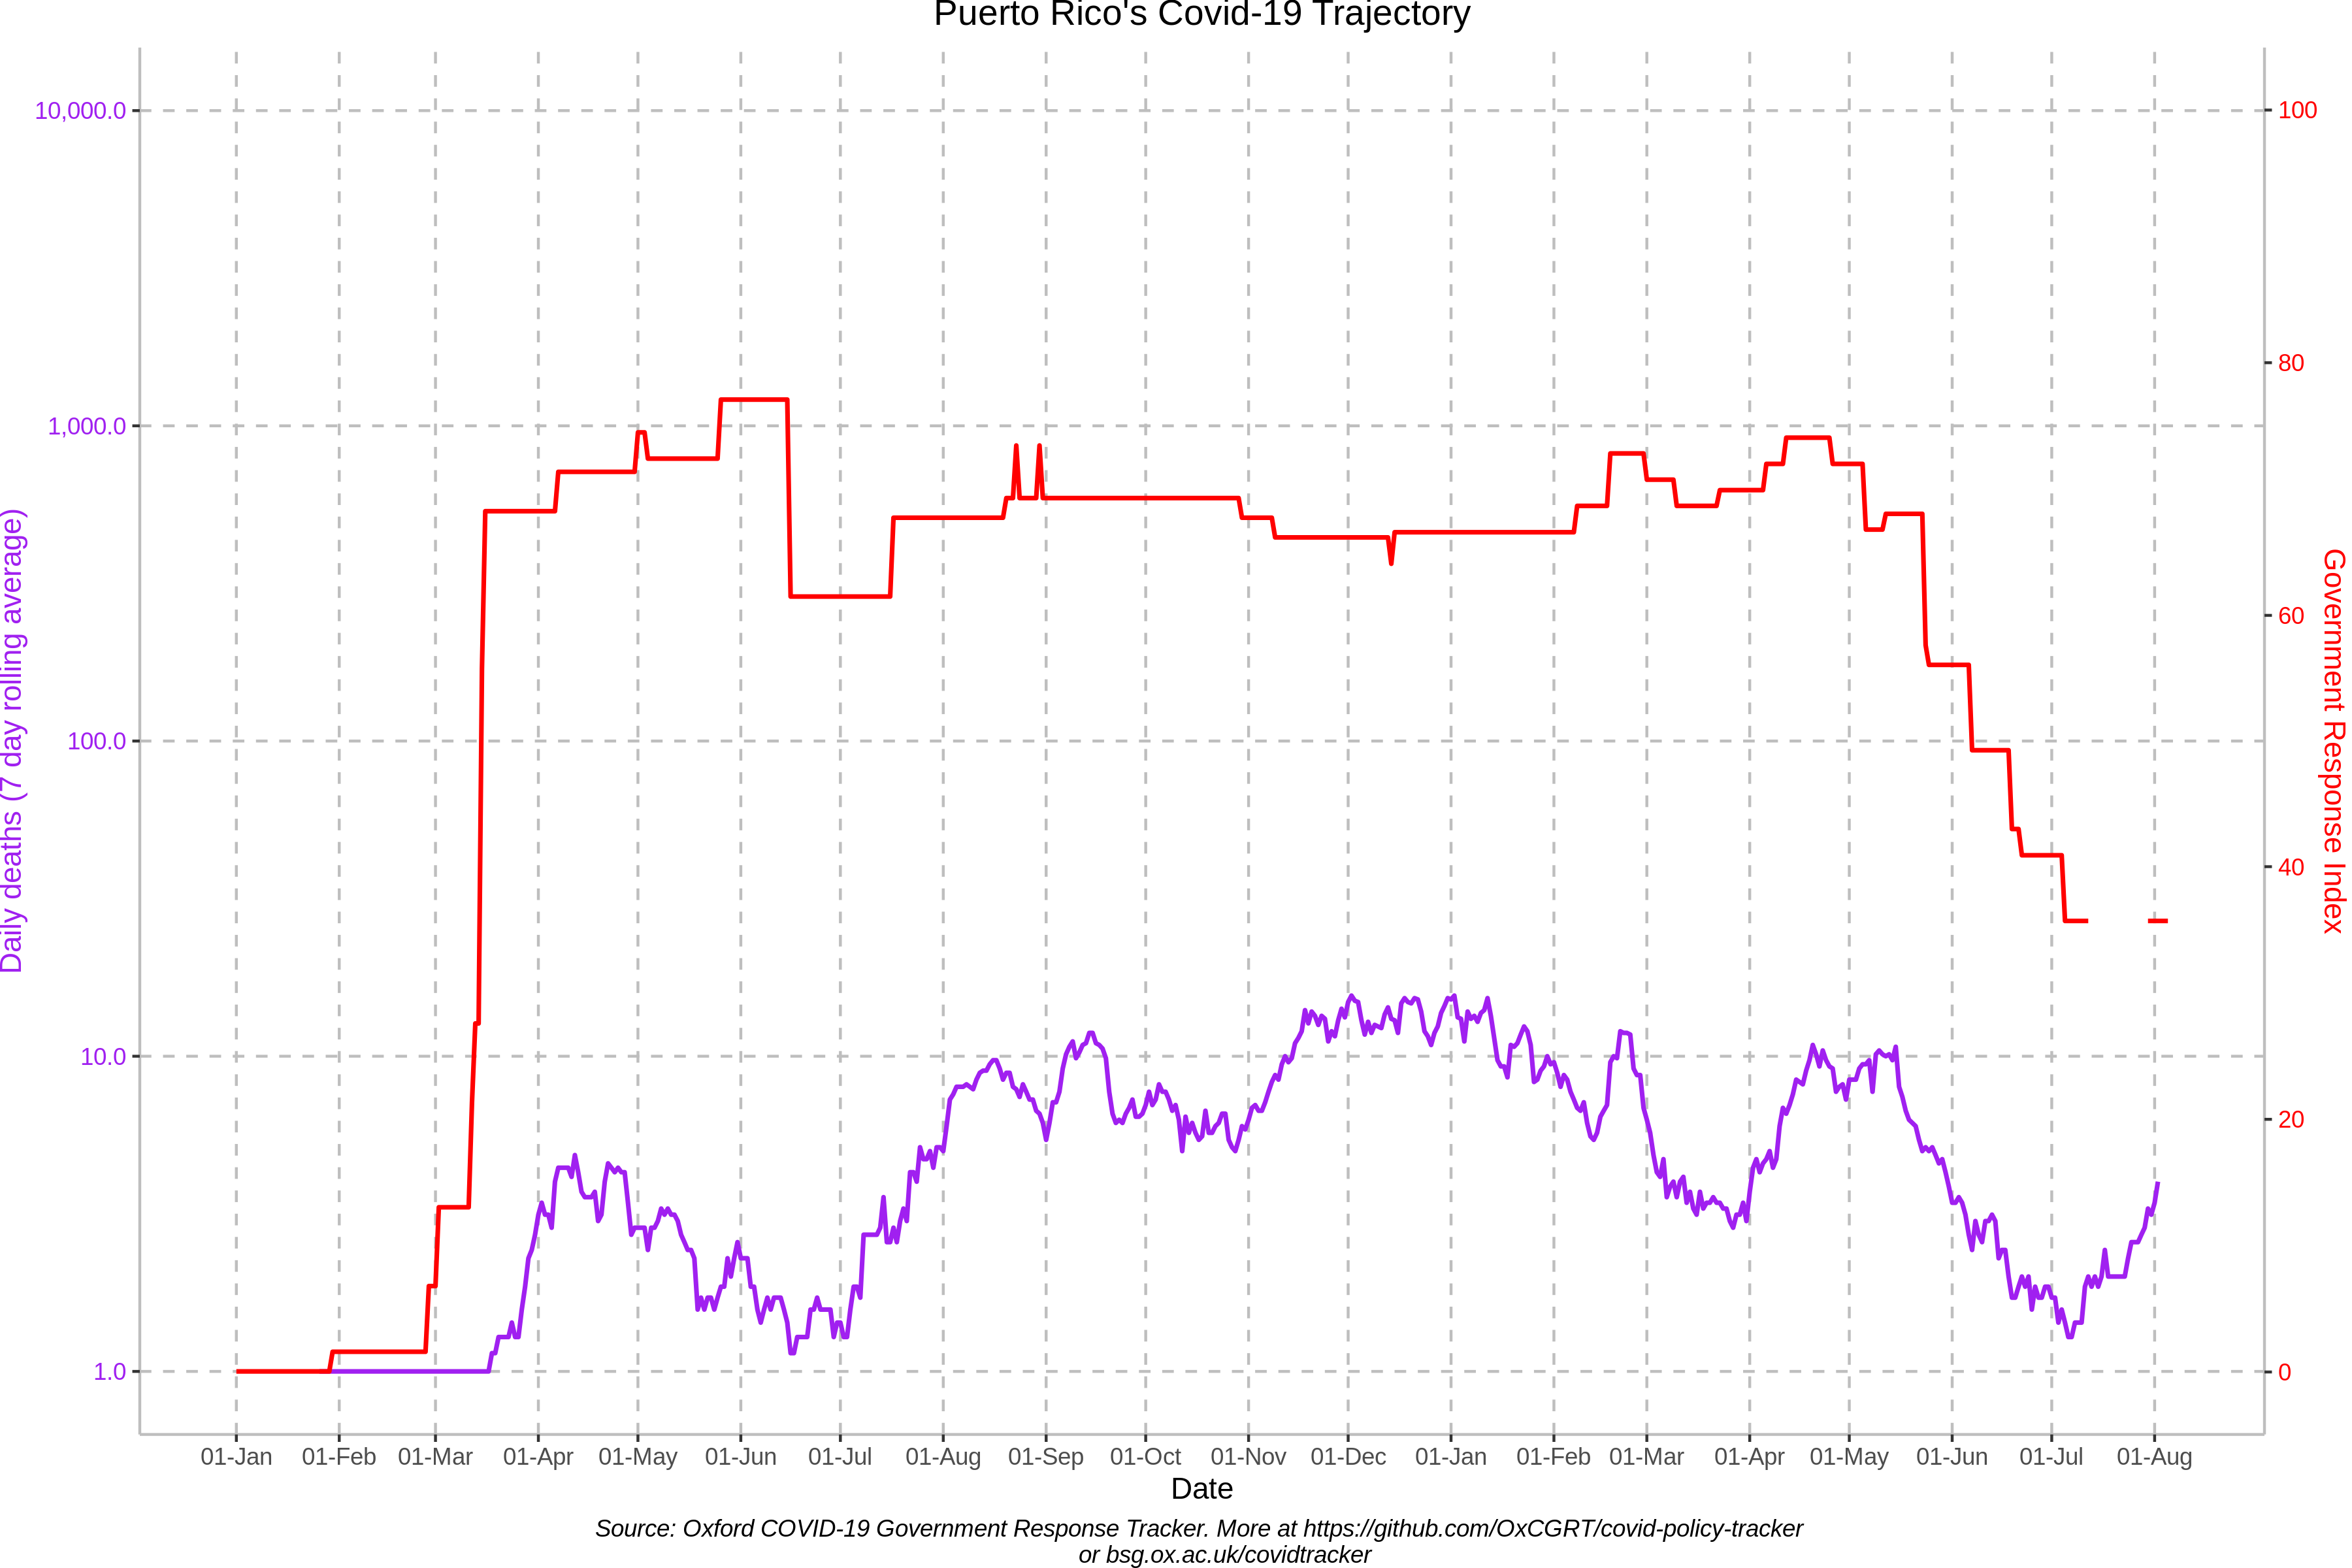 Puerto Rico's Covid-19 Trajectory
Daily deaths (7 day rolling average)
10,000.0
1,000.0
100.0
10.0
1.0
100
80
60
40
20
0
Government Response Index
01-Jan 01-Feb 01-Mar 01-Apr 01-May 01-Jun 01-Jul 01-Aug 01-Sep 01-Oct 01-Nov 01-Dec 01-Jan 01-Feb 01-Mar 01-Apr 01-May 01-Jun 01-Jul 01-Aug
Date
Source: Oxford COVID-19 Government Response Tracker. More at https://github.com/OxCGRT/covid-policy-tracker
or bsg.ox.ac.uk/covidtracker